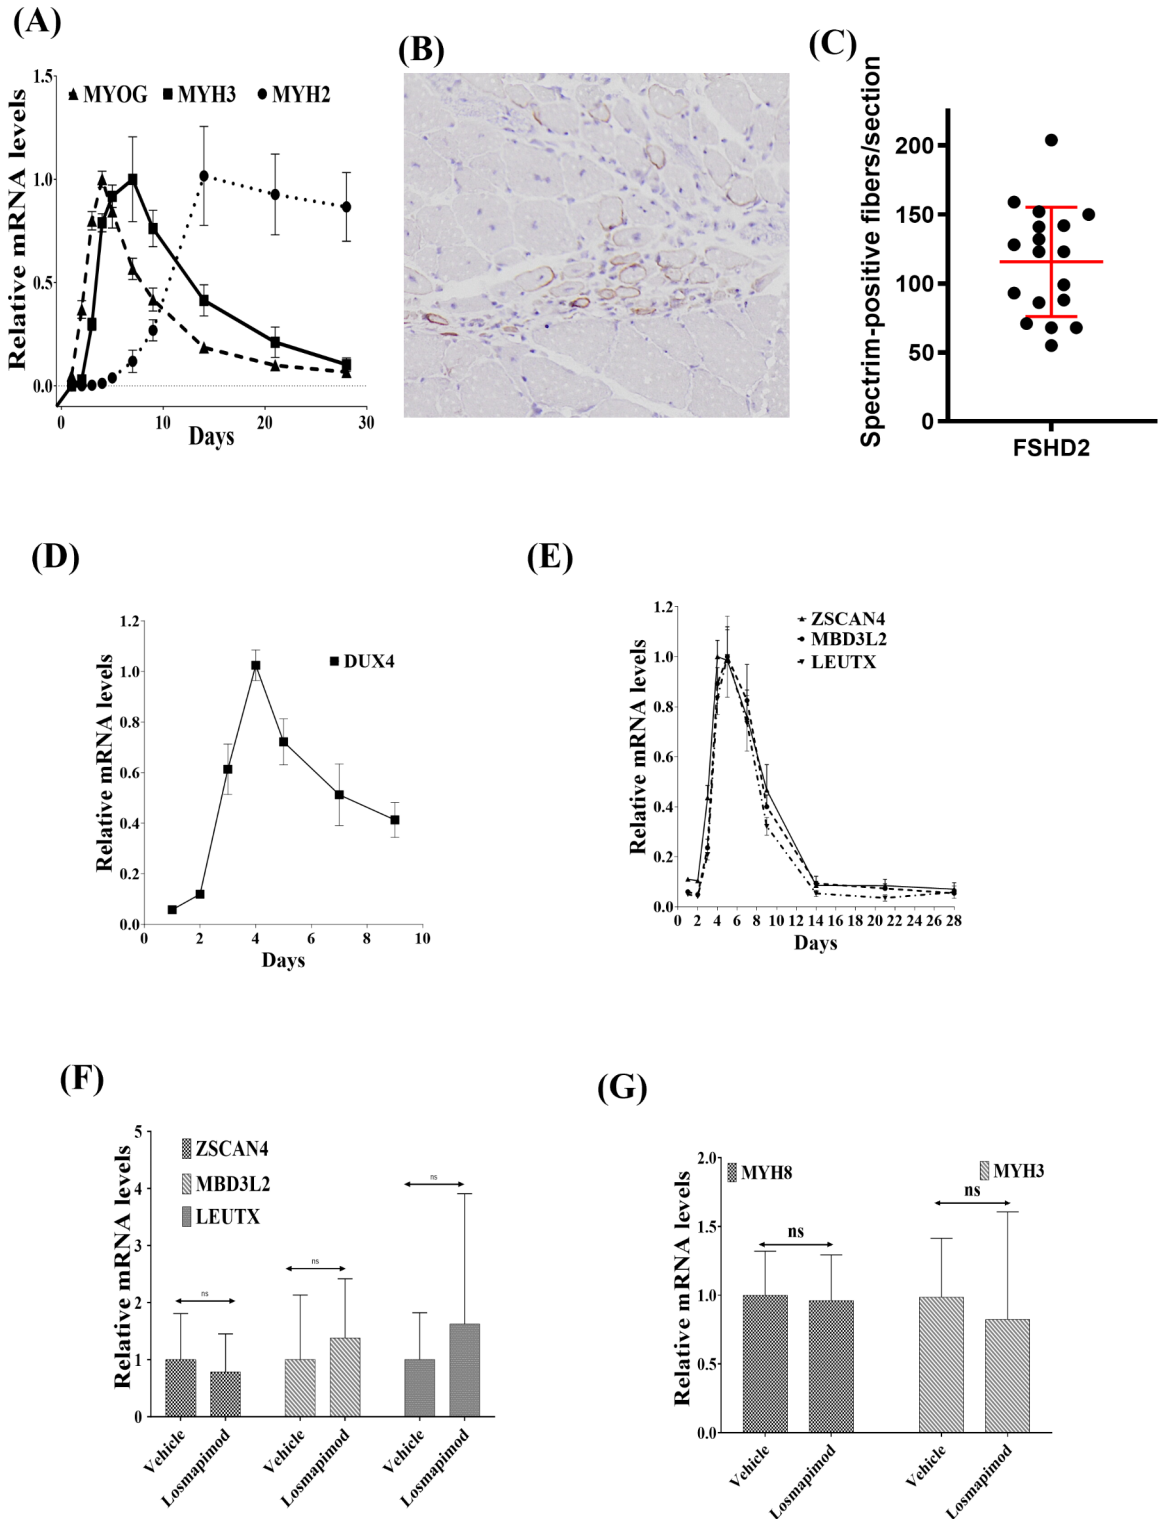 (A)
Relative mRNA levels
1.5
1.0
0.5
0.0
MYOG MYH3 MYH2
0 10 20 30
Days
(B)
(C)
Spectrim-positive fibers/section
200
150
100
50
0
FSHD2
(D)
Relative mRNA levels
1.2
1.0
0.8
0.6
0.4
0.2
0.0
DUX4
0 2 4 6 8 10
Days
(E)
Relative mRNA levels
1.2
1.0
0.8
0.6
0.4
0.2
0.0
ZSCAN4
MBD3L2
LEUTX
0 2 4 6 8 10 12 14 16 18 20 22 24 26 28
Days
(F)
Relative mRNA levels
5
4
3
2
1
0
ZSCAN4
MBD3L2
LEUTX
ns
ns
ns
Vehicle Losmapimod Vehicle Losmapimod Vehicle Losmapimod
(G)
Relative mRNA levels
2.0
1.5
1.0
0.5
0.0
MYH8 MYH3
ns
ns
Vehicle Losmapimod Vehicle Losmapimod